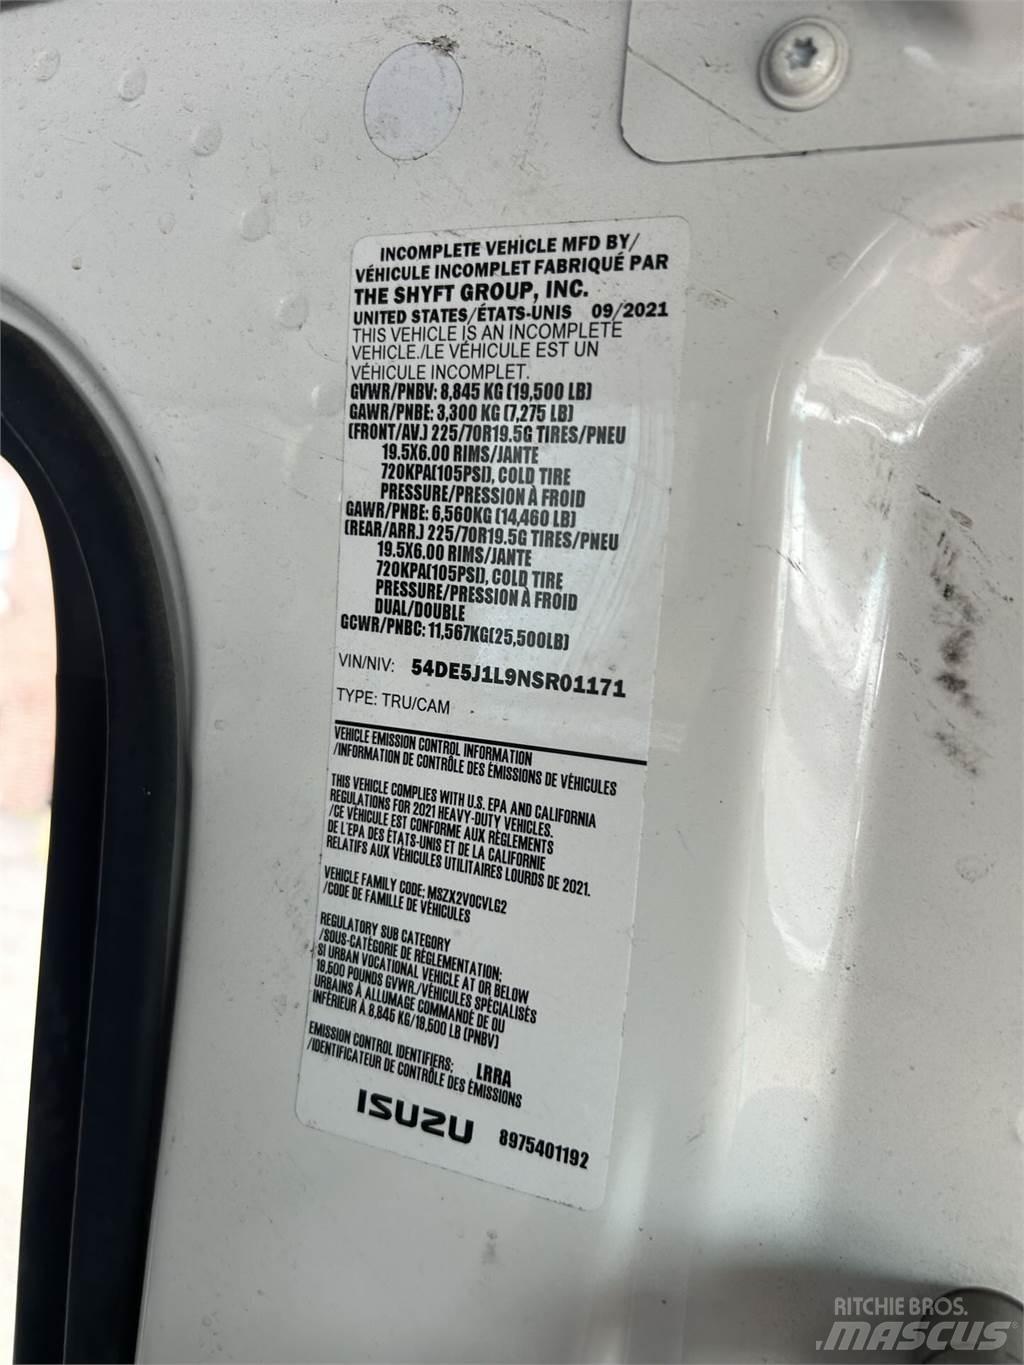 INCOMPLETE VEHICLE MFD BY/
VÉHICULE INCOMPLET FABRIQUÉ PAR
THE SHYFT GROUP, INC.
UNITED STATES/ÉTATS-UNIS 09/2021
THIS VEHICLE IS AN INCOMPLETE
VEHICLE./LE VÉHICULE EST UN
VÉHICULE INCOMPLET.
GVWR/PNBV: 8,845 KG (19,500 LB)
GAWR/PNBE: 3,300 KG (7,275 LB)
(FRONT/AV.) 225/70R19.5G TIRES/PNEU
19.5X6.00 RIMS/JANTE
720KPA(105PSI), COLD TIRE
PRESSURE/PRESSION À FROID
GAWR/PNBE: 6,560KG (14,460 LB)
(REAR/ARR.) 225/70R19.5G TIRES/PNEU
19.5X6.00 RIMS/JANTE
720KPA(105PSI), COLD TIRE
PRESSURE/PRESSION À FROID
DUAL/DOUBLE
GCWR/PNBC: 11,567KG(25,500LB)
VIN/NIV: 54DE5J1L9NSR01171
TYPE: TRU/CAM
VEHICLE EMISSION CONTROL INFORMATION
/INFORMATION DE CONTRÔLE DES ÉMISSIONS DE VÉHICULES
THIS VEHICLE COMPLIES WITH U.S. EPA AND CALIFORNIA
REGULATIONS FOR 2021 HEAVY-DUTY VEHICLES.
/CE VÉHICULE EST CONFORME AUX RÈGLEMENTS
DE L'EPA DES ÉTATS-UNIS ET DE LA CALIFORNIE
RELATIFS AUX VÉHICULES UTILITAIRES LOURDS DE 2021.
VEHICLE FAMILY CODE: MSZX2VOCVLG2
/CODE DE FAMILLE DE VÉHICULES
REGULATORY SUB CATEGORY
/SOUS-CATÉGORIE DE RÉGLEMENTATION:
SI URBAN VOCATIONAL VEHICLE AT OR BELOW
19,500 POUNDS GVWR./VÉHICULES SPÉCIALISÉS
URBAINS À ALLUMAGE COMMANDÉ DE OU
INFÉRIEUR À 8,845 KG/19,500 LB (PNBV)
EMISSION CONTROL IDENTIFIERS: LRRA
/IDENTIFICATEUR DE CONTRÔLE DES ÉMISSIONS
ISUZU 8975401192
RITCHIE BROS.
MASCUS